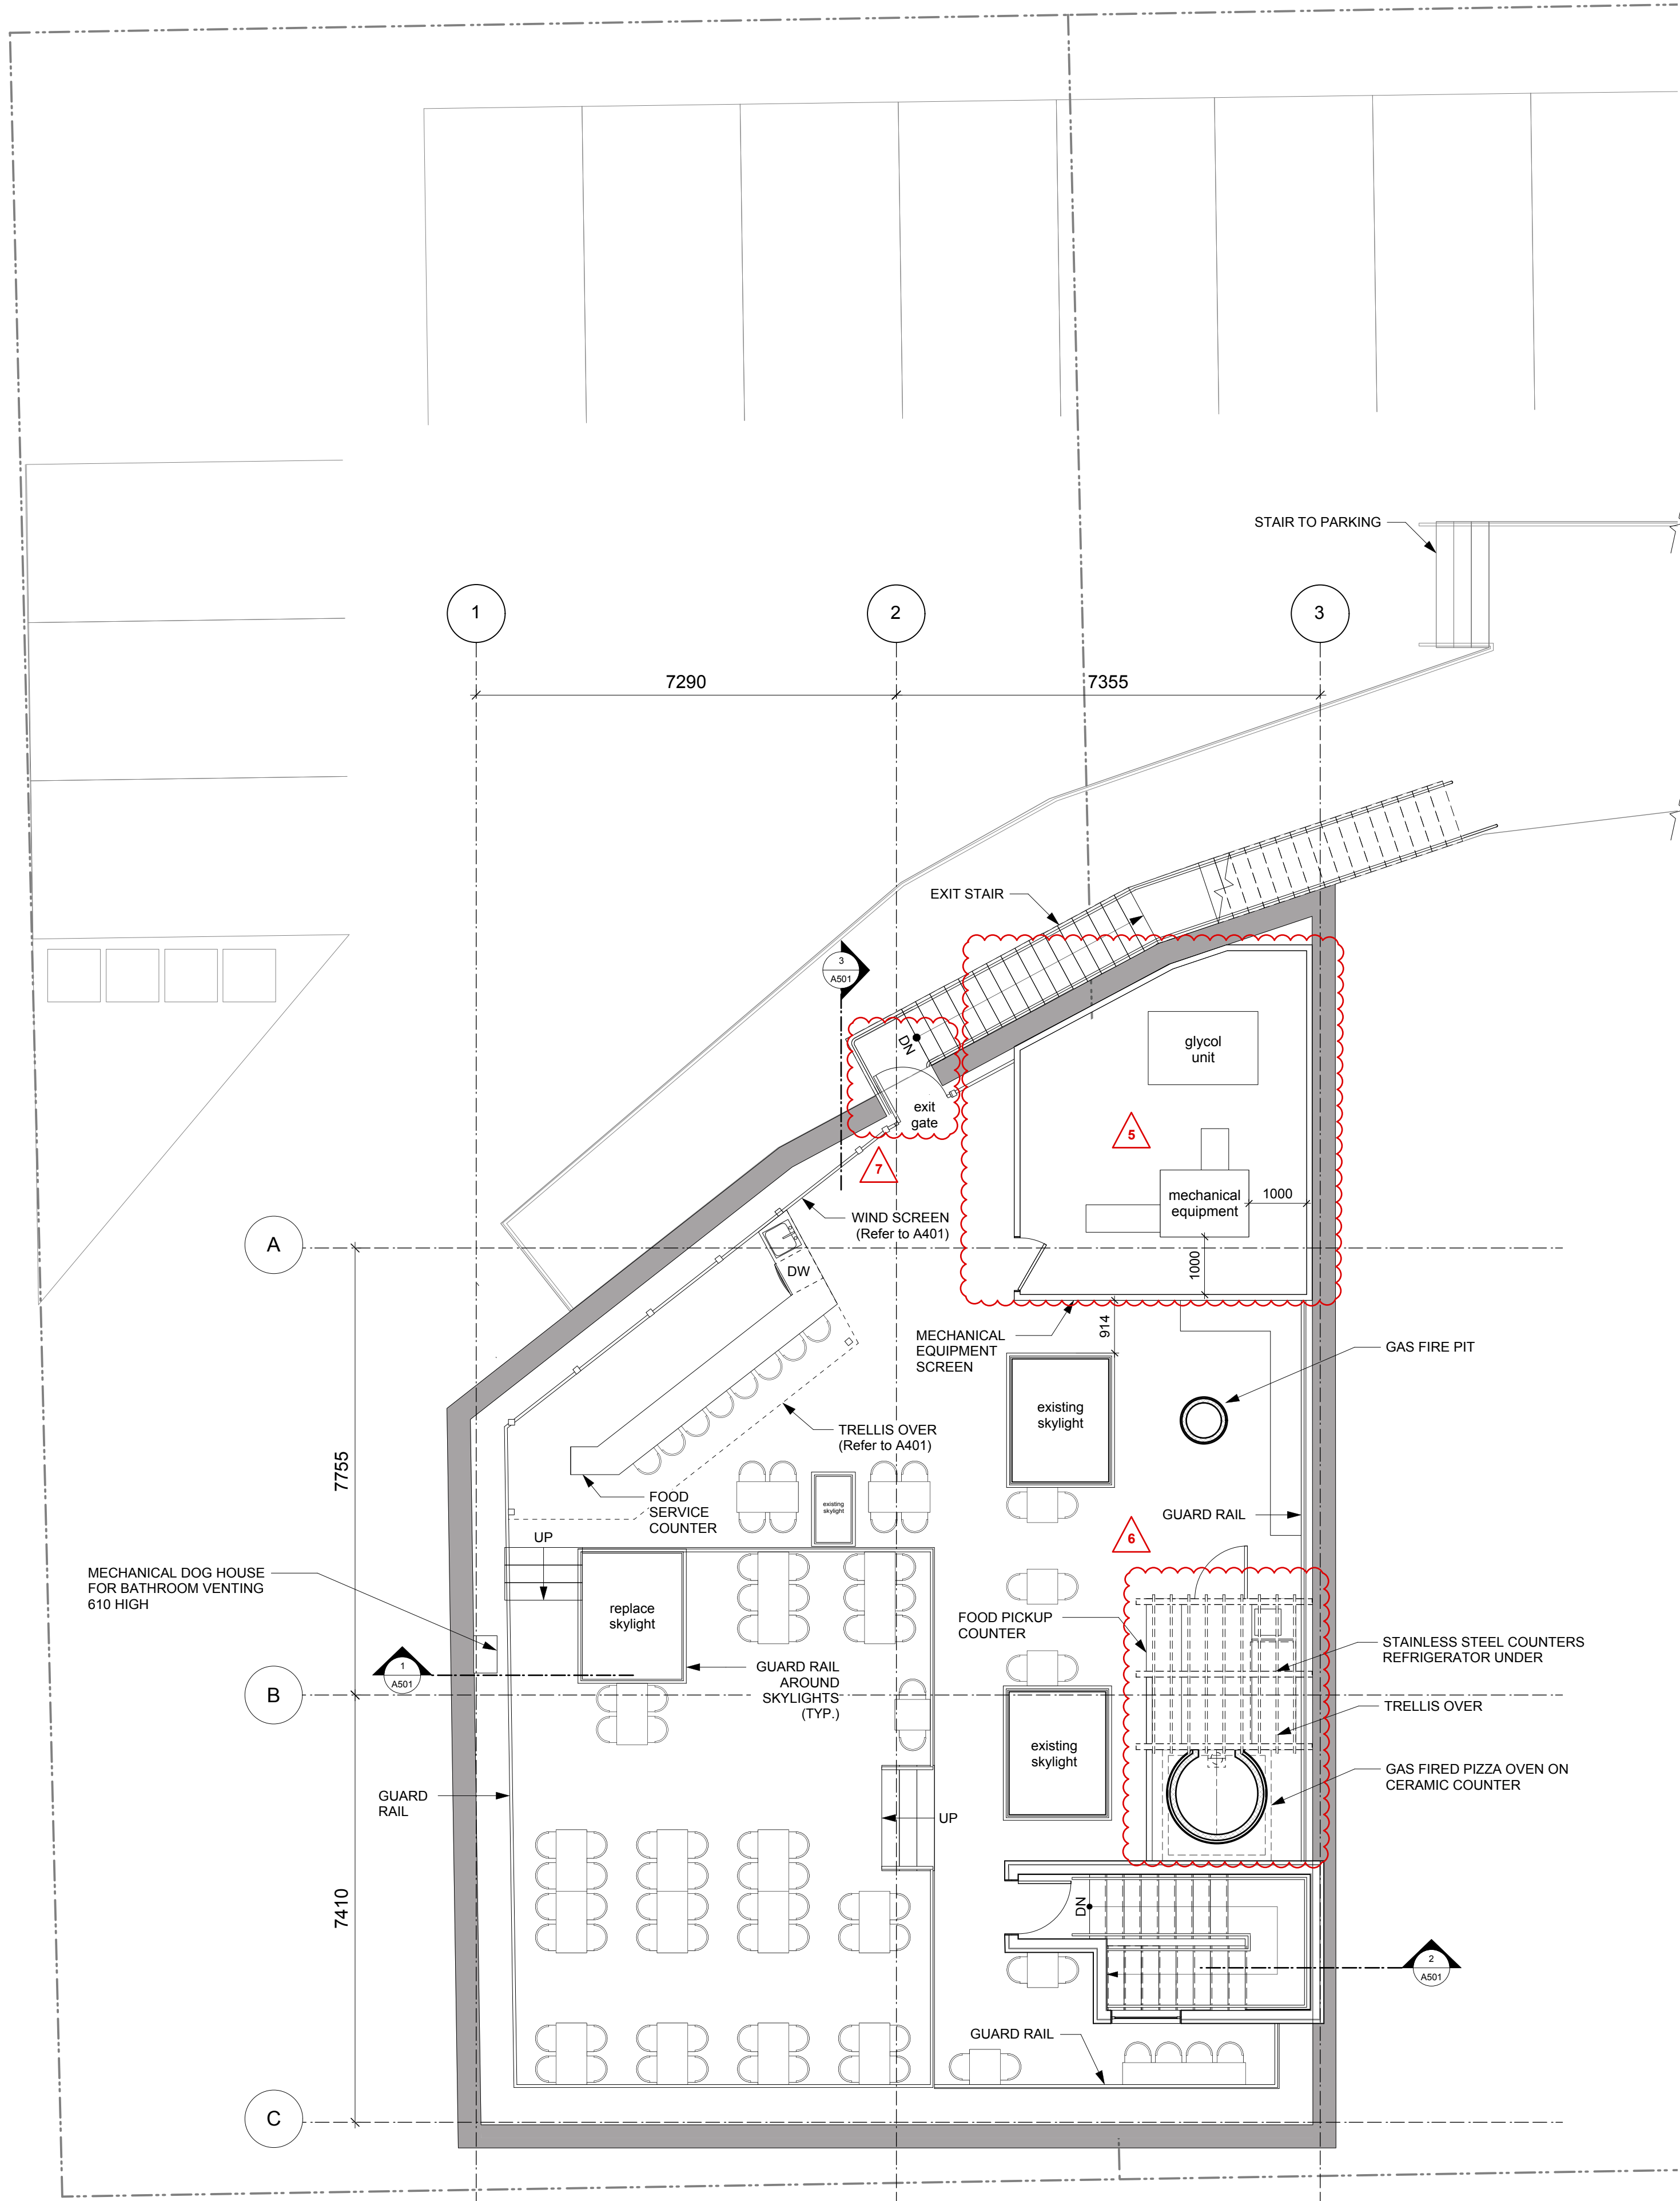 STAIR TO PARKING
1
2
3
7290
7355
EXIT STAIR
3
A501
DN
glycol
unit
exit
gate
5
7
mechanical
equipment
1000
1000
WIND SCREEN
(Refer to A401)
A
DW
914
MECHANICAL
EQUIPMENT
SCREEN
GAS FIRE PIT
existing
skylight
TRELLIS OVER
(Refer to A401)
7755
FOOD
SERVICE
COUNTER
existing
skylight
GUARD RAIL
6
UP
MECHANICAL DOG HOUSE
FOR BATHROOM VENTING
610 HIGH
replace
skylight
FOOD PICKUP
COUNTER
STAINLESS STEEL COUNTERS
REFRIGERATOR UNDER
1
A501
GUARD RAIL
AROUND
SKYLIGHTS
(TYP.)
B
TRELLIS OVER
existing
skylight
GAS FIRED PIZZA OVEN ON
CERAMIC COUNTER
GUARD
RAIL
UP
7410
DN
2
A501
GUARD RAIL
C